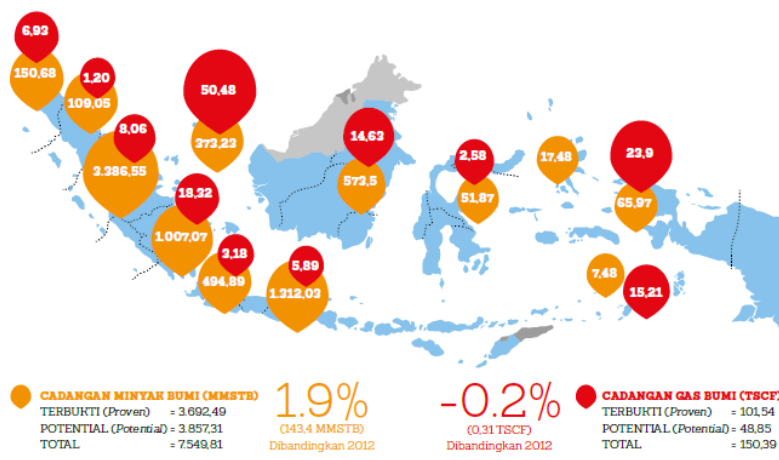 6,93
150,68
1,20
109,05
8,06
3.386,55
50,48
373,23
18,32
1.007,07
3,18
494,89
5,89
1.312,03
14,63
573,5
2,58
51,87
17,48
23,9
65,97
7,48
15,21
CADANGAN MINYAK BUMI (MMSTB)
TERBUKTI (Proven) = 3.692,49
POTENTIAL (Potential) = 3.857,31
TOTAL = 7.549,81
1.9%
(143,4 MMSTB)
Dibandingkan 2012
-0.2%
(0,31 TSCF)
Dibandingkan 2012
CADANGAN GAS BUMI (TSCF)
TERBUKTI (Proven) = 101,54
POTENTIAL (Potential) = 48,85
TOTAL = 150,39